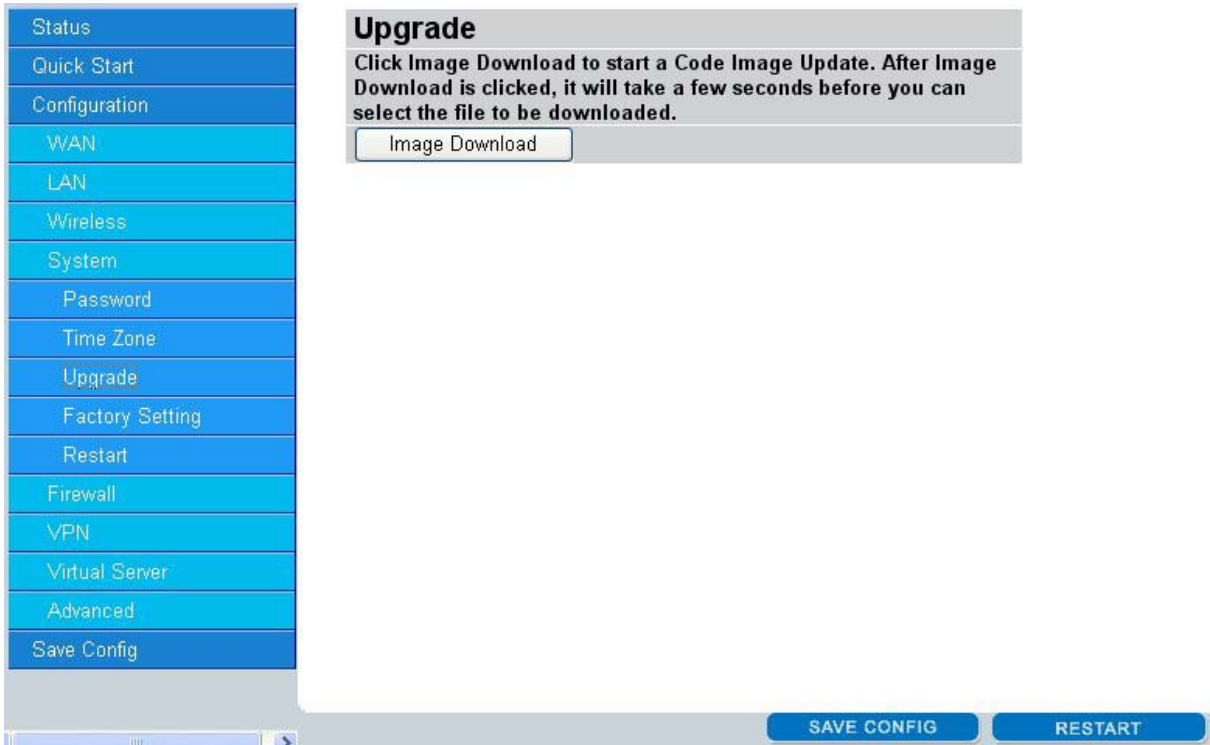 Status
Quick Start
Configuration
WAN
LAN
Wireless
System
Password
Time Zone
Upgrade
Factory Setting
Restart
Firewall
VPN
Virtual Server
Advanced
Save Config
Upgrade
Click Image Download to start a Code Image Update. After Image
Download is clicked, it will take a few seconds before you can
select the file to be downloaded.
Image Download
SAVE CONFIG
RESTART